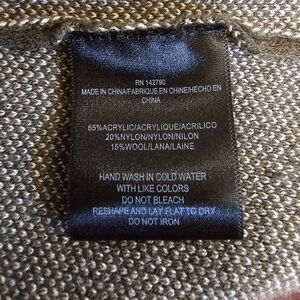 RN 142790
MADE IN CHINA/FABRIQUE EN CHINE/HECHO EN
CHINA
65%ACRYLIC/ACRYLIQUE/ACRILICO
20%NYLON/NYLON/NILON
15%WOOL/LANA/LAINE
HAND WASH IN COLD WATER
WITH LIKE COLORS
DO NOT BLEACH
RESHAPE AND LAY FLAT TO DRY
DO NOT IRON